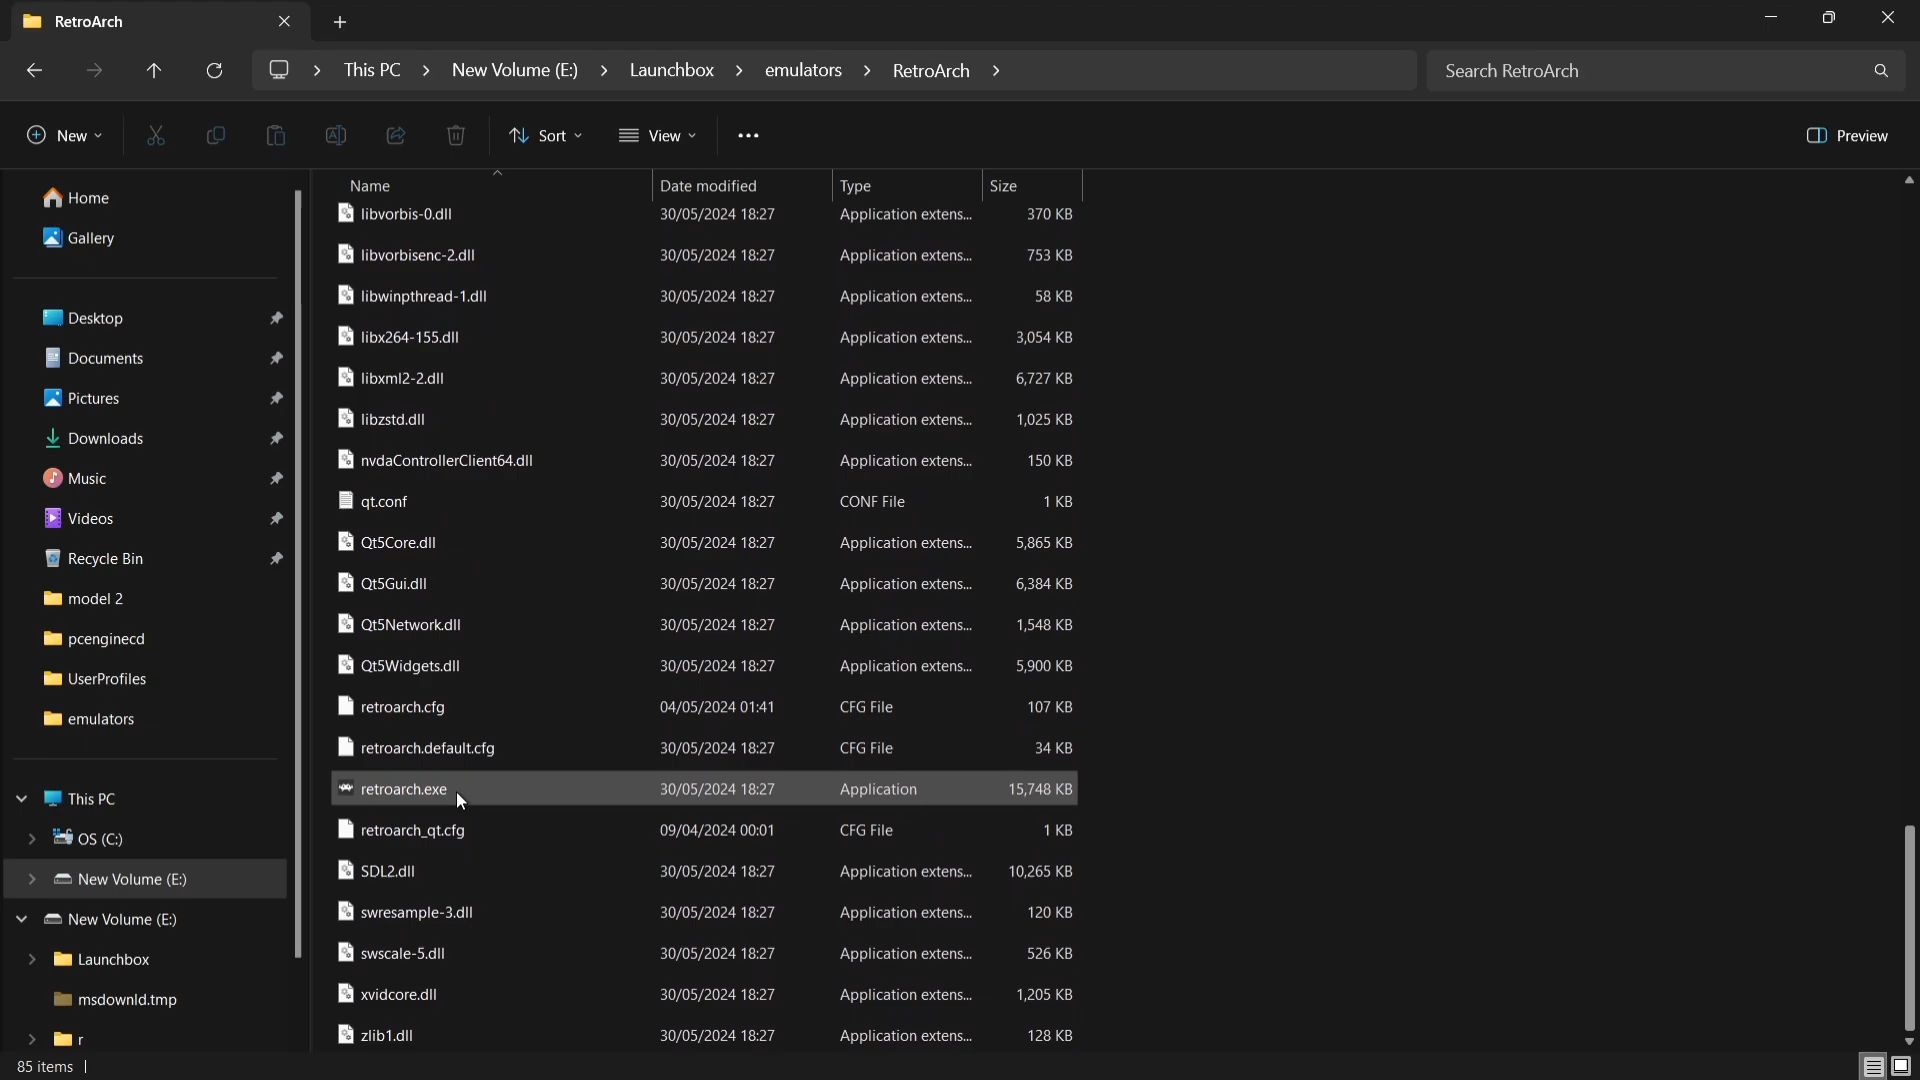 RetroArch
This PC > New Volume (E:) > Launchbox > emulators > RetroArch >
Search RetroArch
New
Sort
View
Preview
Home
Gallery
Desktop
Documents
Pictures
Downloads
Music
Videos
Recycle Bin
model 2
pcenginecd
UserProfiles
emulators
This PC
OS (C:)
New Volume (E:)
New Volume (E:)
Launchbox
msdownld.tmp
r
Name Date modified Type Size
libvorbis-0.dll 30/05/2024 18:27 Application extens... 370 KB
libvorbisenc-2.dll 30/05/2024 18:27 Application extens... 753 KB
libwinpthread-1.dll 30/05/2024 18:27 Application extens... 58 KB
libx264-155.dll 30/05/2024 18:27 Application extens... 3,054 KB
libxml2-2.dll 30/05/2024 18:27 Application extens... 6,727 KB
libzstd.dll 30/05/2024 18:27 Application extens... 1,025 KB
nvdaControllerClient64.dll 30/05/2024 18:27 Application extens... 150 KB
qt.conf 30/05/2024 18:27 CONF File 1 KB
Qt5Core.dll 30/05/2024 18:27 Application extens... 5,865 KB
Qt5Gui.dll 30/05/2024 18:27 Application extens... 6,384 KB
Qt5Network.dll 30/05/2024 18:27 Application extens... 1,548 KB
Qt5Widgets.dll 30/05/2024 18:27 Application extens... 5,900 KB
retroarch.cfg 04/05/2024 01:41 CFG File 107 KB
retroarch.default.cfg 30/05/2024 18:27 CFG File 34 KB
retroarch.exe 30/05/2024 18:27 Application 15,748 KB
retroarch_qt.cfg 09/04/2024 00:01 CFG File 1 KB
SDL2.dll 30/05/2024 18:27 Application extens... 10,265 KB
swresample-3.dll 30/05/2024 18:27 Application extens... 120 KB
swscale-5.dll 30/05/2024 18:27 Application extens... 526 KB
xvidcore.dll 30/05/2024 18:27 Application extens... 1,205 KB
zlib1.dll 30/05/2024 18:27 Application extens... 128 KB
85 items